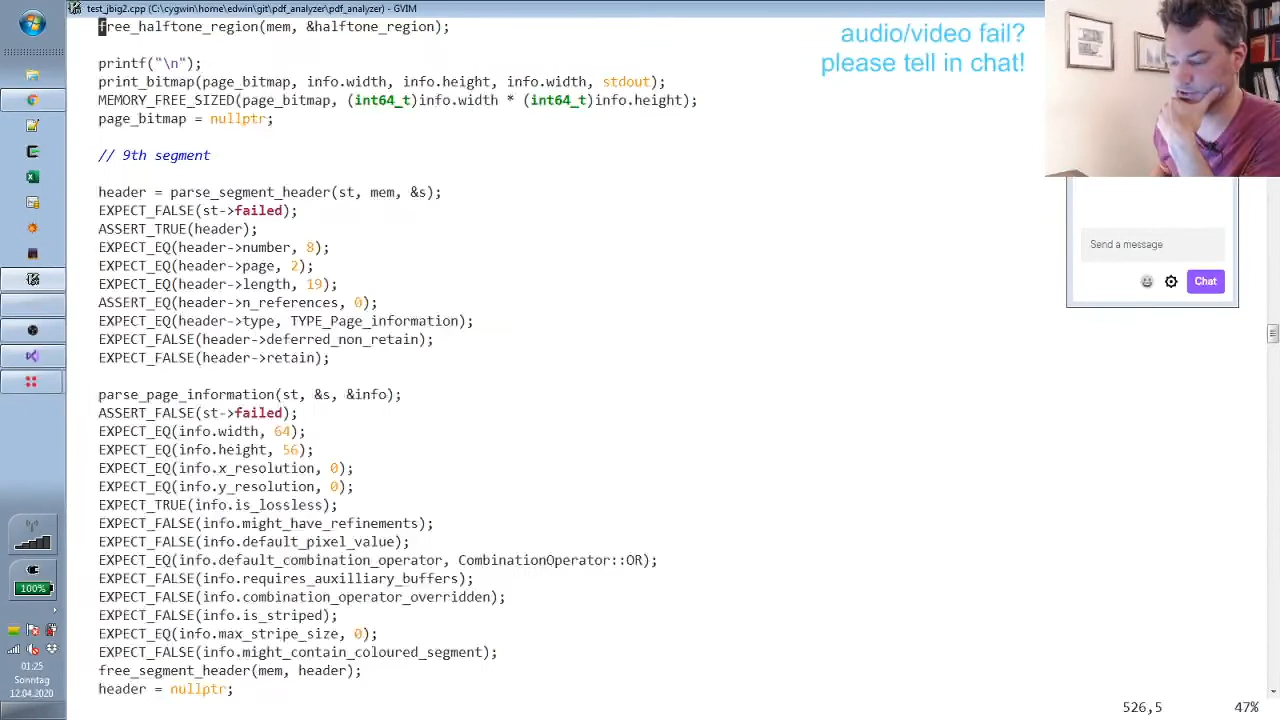 test_jbig2.cpp (C:\cygwin\home\edwin\git\pdf_analyzer\pdf_analyzer) - GVIM
free_halftone_region(mem, &halftone_region);
printf("\n");
print_bitmap(page_bitmap, info.width, info.height, info.width, stdout);
MEMORY_FREE_SIZED(page_bitmap, (int64_t)info.width * (int64_t)info.height);
page_bitmap = nullptr;
// 9th segment
header = parse_segment_header(st, mem, &s);
EXPECT_FALSE(st->failed);
ASSERT_TRUE(header);
EXPECT_EQ(header->number, 8);
EXPECT_EQ(header->page, 2);
EXPECT_EQ(header->length, 19);
ASSERT_EQ(header->n_references, 0);
EXPECT_EQ(header->type, TYPE_Page_information);
EXPECT_FALSE(header->deferred_non_retain);
EXPECT_FALSE(header->retain);
parse_page_information(st, &s, &info);
ASSERT_FALSE(st->failed);
EXPECT_EQ(info.width, 64);
EXPECT_EQ(info.height, 56);
EXPECT_EQ(info.x_resolution, 0);
EXPECT_EQ(info.y_resolution, 0);
EXPECT_TRUE(info.is_lossless);
EXPECT_FALSE(info.might_have_refinements);
EXPECT_FALSE(info.default_pixel_value);
EXPECT_EQ(info.default_combination_operator, CombinationOperator::OR);
EXPECT_FALSE(info.requires_auxilliary_buffers);
EXPECT_FALSE(info.combination_operator_overridden);
EXPECT_FALSE(info.is_striped);
EXPECT_EQ(info.max_stripe_size, 0);
EXPECT_FALSE(info.might_contain_coloured_segment);
free_segment_header(mem, header);
header = nullptr;
526,5 47%
audio/video fail?
please tell in chat!
Send a message
Chat
100%
01:25
Sonntag
12.04.2020